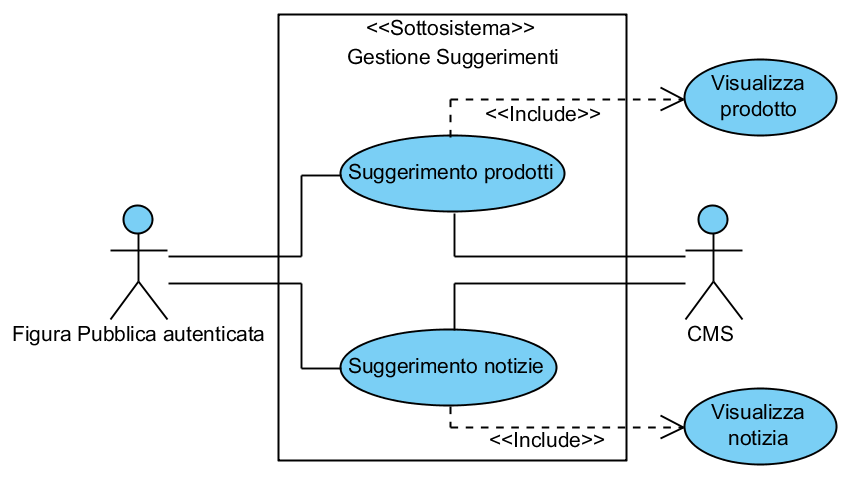 <<Sottosistema>>
Gestione Suggerimenti
Visualizza
prodotto
<<Include>>
Suggerimento prodotti
Figura Pubblica autenticata
CMS
Suggerimento notizie
Visualizza
notizia
<<Include>>